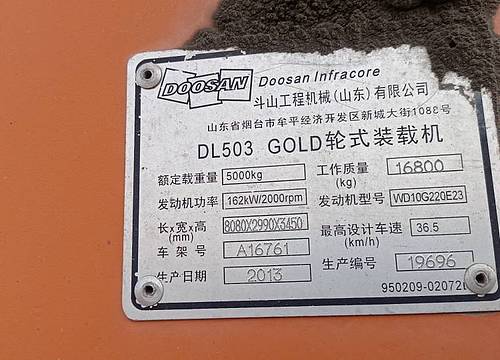 DOOSAN Doosan Infracore
斗山工程机械(山东)有限公司
山东省烟台市牟平经济开发区新城大街1088号
DL503 GOLD轮式装载机
额定载重量 5000kg 工作质量 (kg) 16800
发动机功率 162kW/2000rpm 发动机型号 WD10G220E23
长x宽x高 (mm) 8080X2990X3450 最高设计车速 (km/h) 36.5
车架号 A16761 生产编号 19696
生产日期 2013
950209-02072